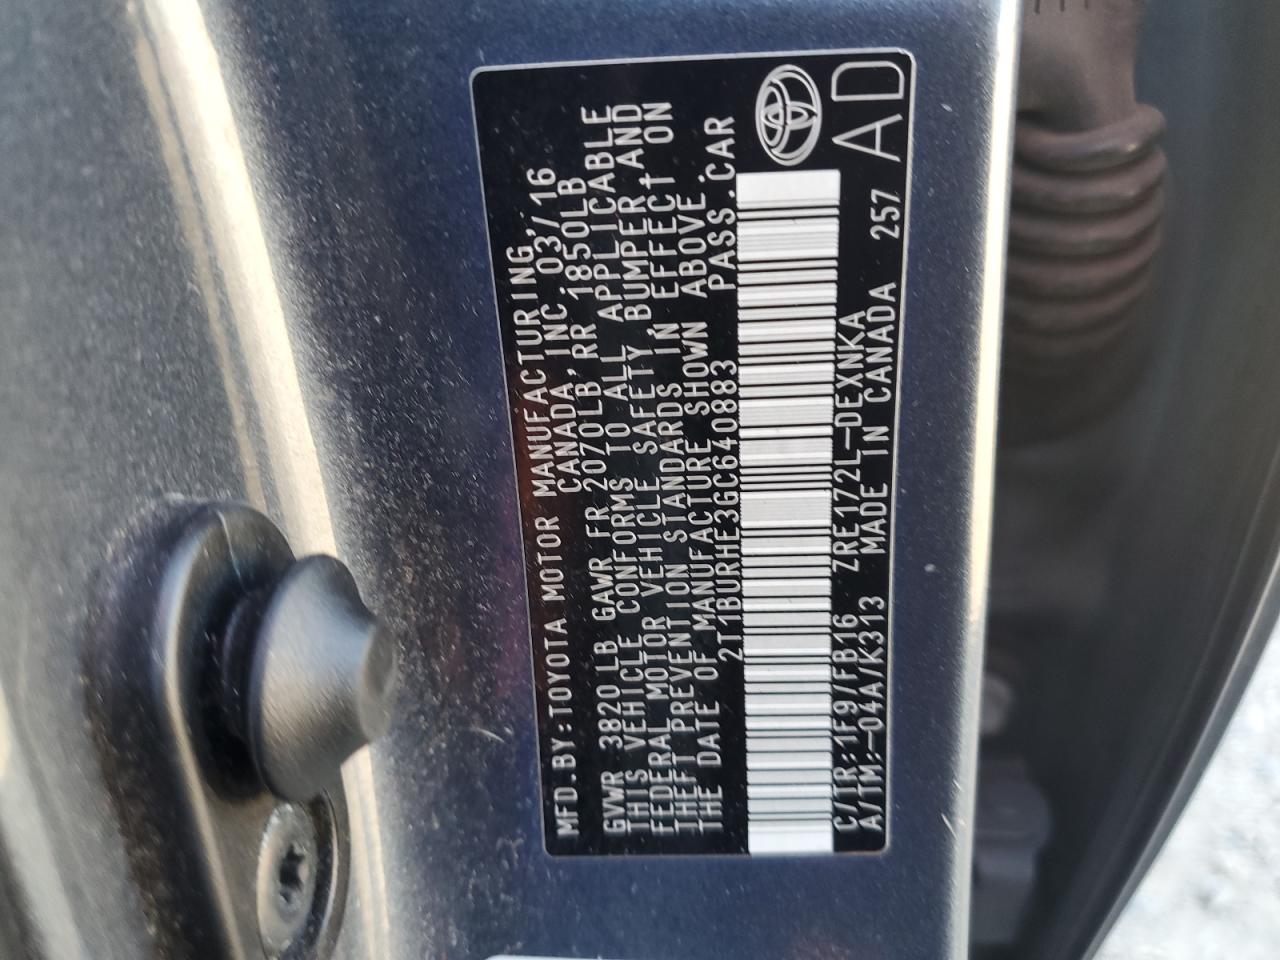 MFD.BY:TOYOTA MOTOR MANUFACTURING,
CANADA,INC. 03/16
GVWR 3820LB GAWR FR 2070LB,RR 1850LB
THIS VEHICLE CONFORMS TO ALL APPLICABLE
FEDERAL MOTOR VEHICLE SAFETY,BUMPER,AND
THEFT PREVENTION STANDARDS IN EFFECT ON
THE DATE OF MANUFACTURE SHOWN ABOVE.
2T1BURHE3GC640883 PASS.CAR
C/TR:1F9/FB16 ZRE172L-DEXNKA
A/TM:-04A/K313 MADE IN CANADA 257
AD